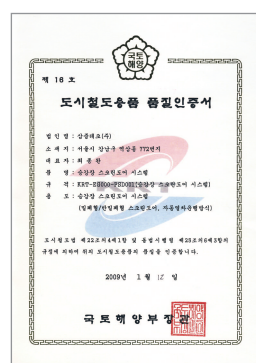 국토
해양
제 16 호
도시철도용품 품질인증서
법 인 명 : 삼중테크(주)
소 재 지 : 서울시 강남구 역삼동 772번지
대 표 자 : 최 종 완
품 명 : 승강장 스크린도어 시스템
규 격 : KRT-ES000-PSD001[승강장 스크린도어 시스템]
용 도 : 승강장 스크린도어 시스템
(밀폐형/반밀폐형 스크린도어, 자동열차운행방식)
도시철도법 제22조의4제1항 및 동법시행령 제23조의6제3항의
규정에 의하여 위의 도시철도용품의 품질을 인증합니다.
2009년 1월 12일
국토해양부장관